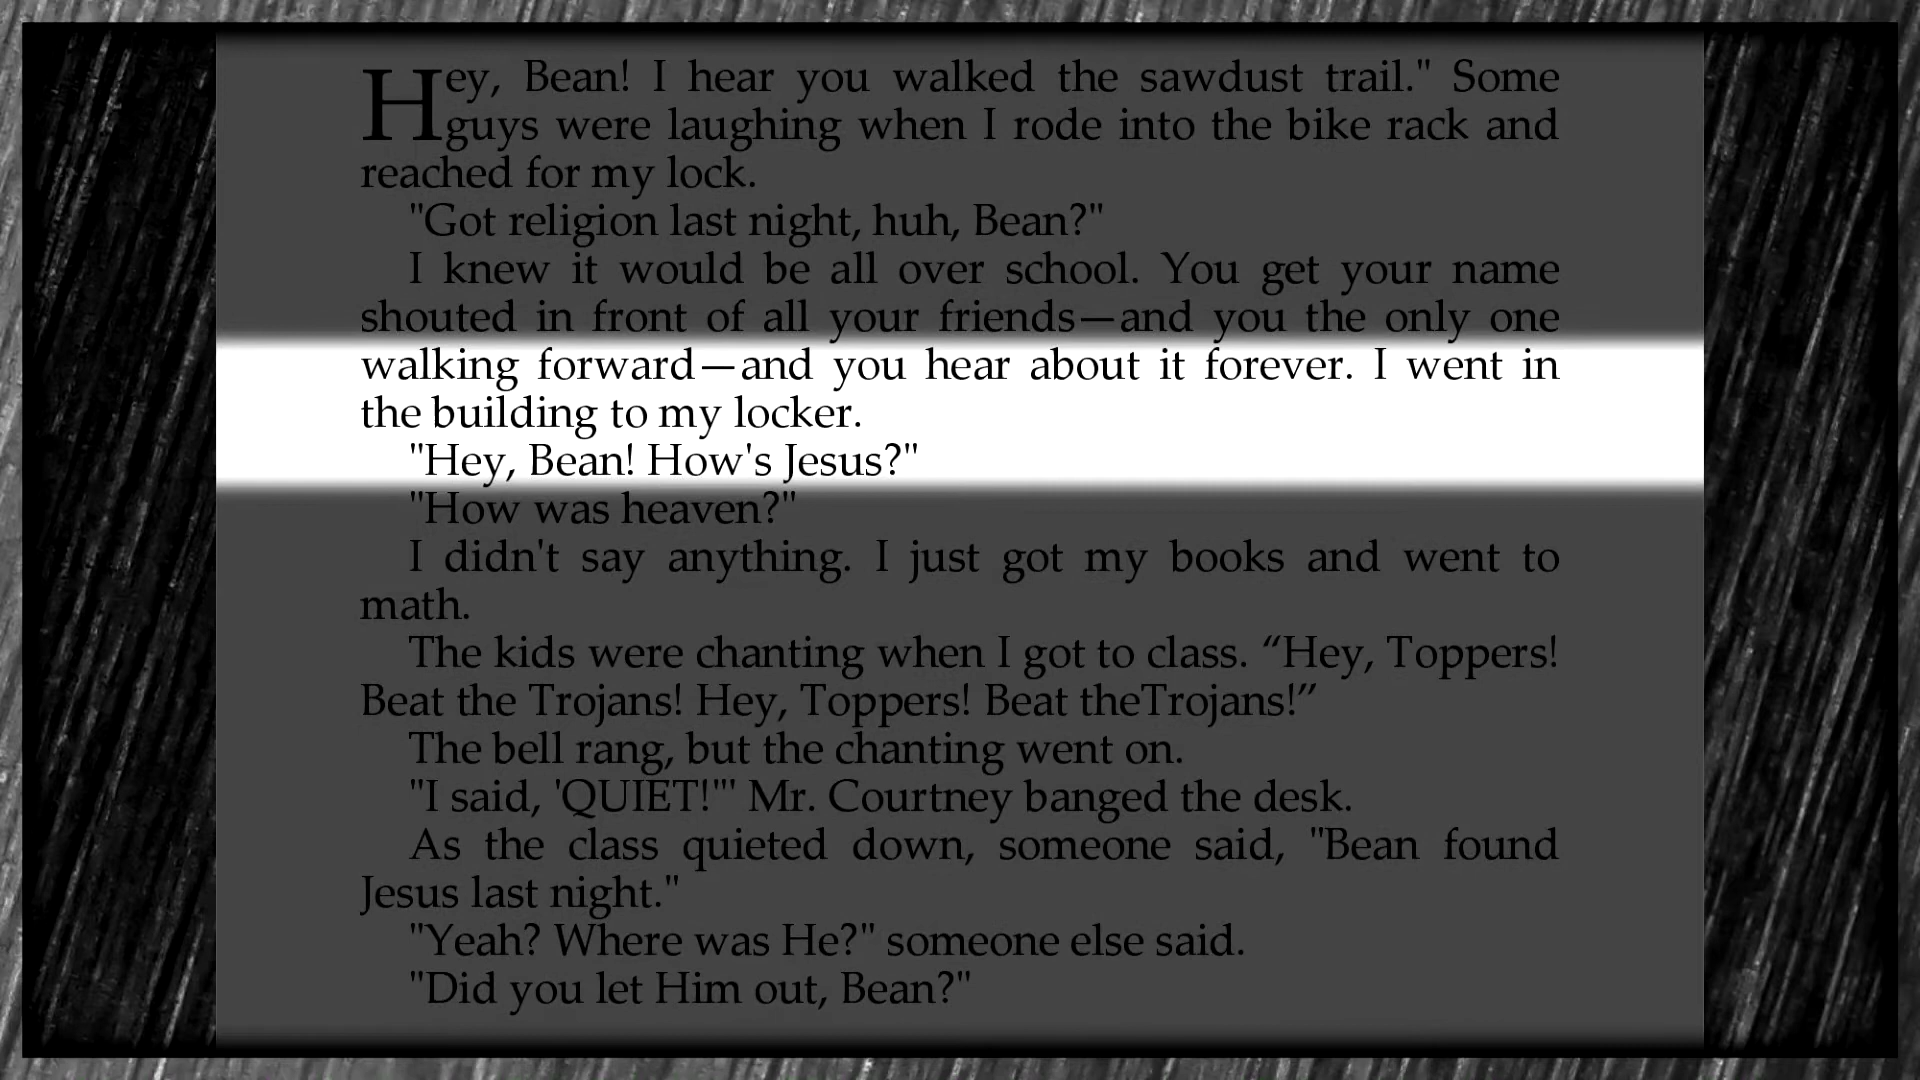 Hey, Bean! I hear you walked the sawdust trail." Some
guys were laughing when I rode into the bike rack and
reached for my lock.
"Got religion last night, huh, Bean?"
I knew it would be all over school. You get your name
shouted in front of all your friends—and you the only one
walking forward—and you hear about it forever. I went in
the building to my locker.
"Hey, Bean! How's Jesus?"
"How was heaven?"
I didn't say anything. I just got my books and went to
math.
The kids were chanting when I got to class. “Hey, Toppers!
Beat the Trojans! Hey, Toppers! Beat theTrojans!”
The bell rang, but the chanting went on.
"I said, 'QUIET!'" Mr. Courtney banged the desk.
As the class quieted down, someone said, "Bean found
Jesus last night."
"Yeah? Where was He?" someone else said.
"Did you let Him out, Bean?"